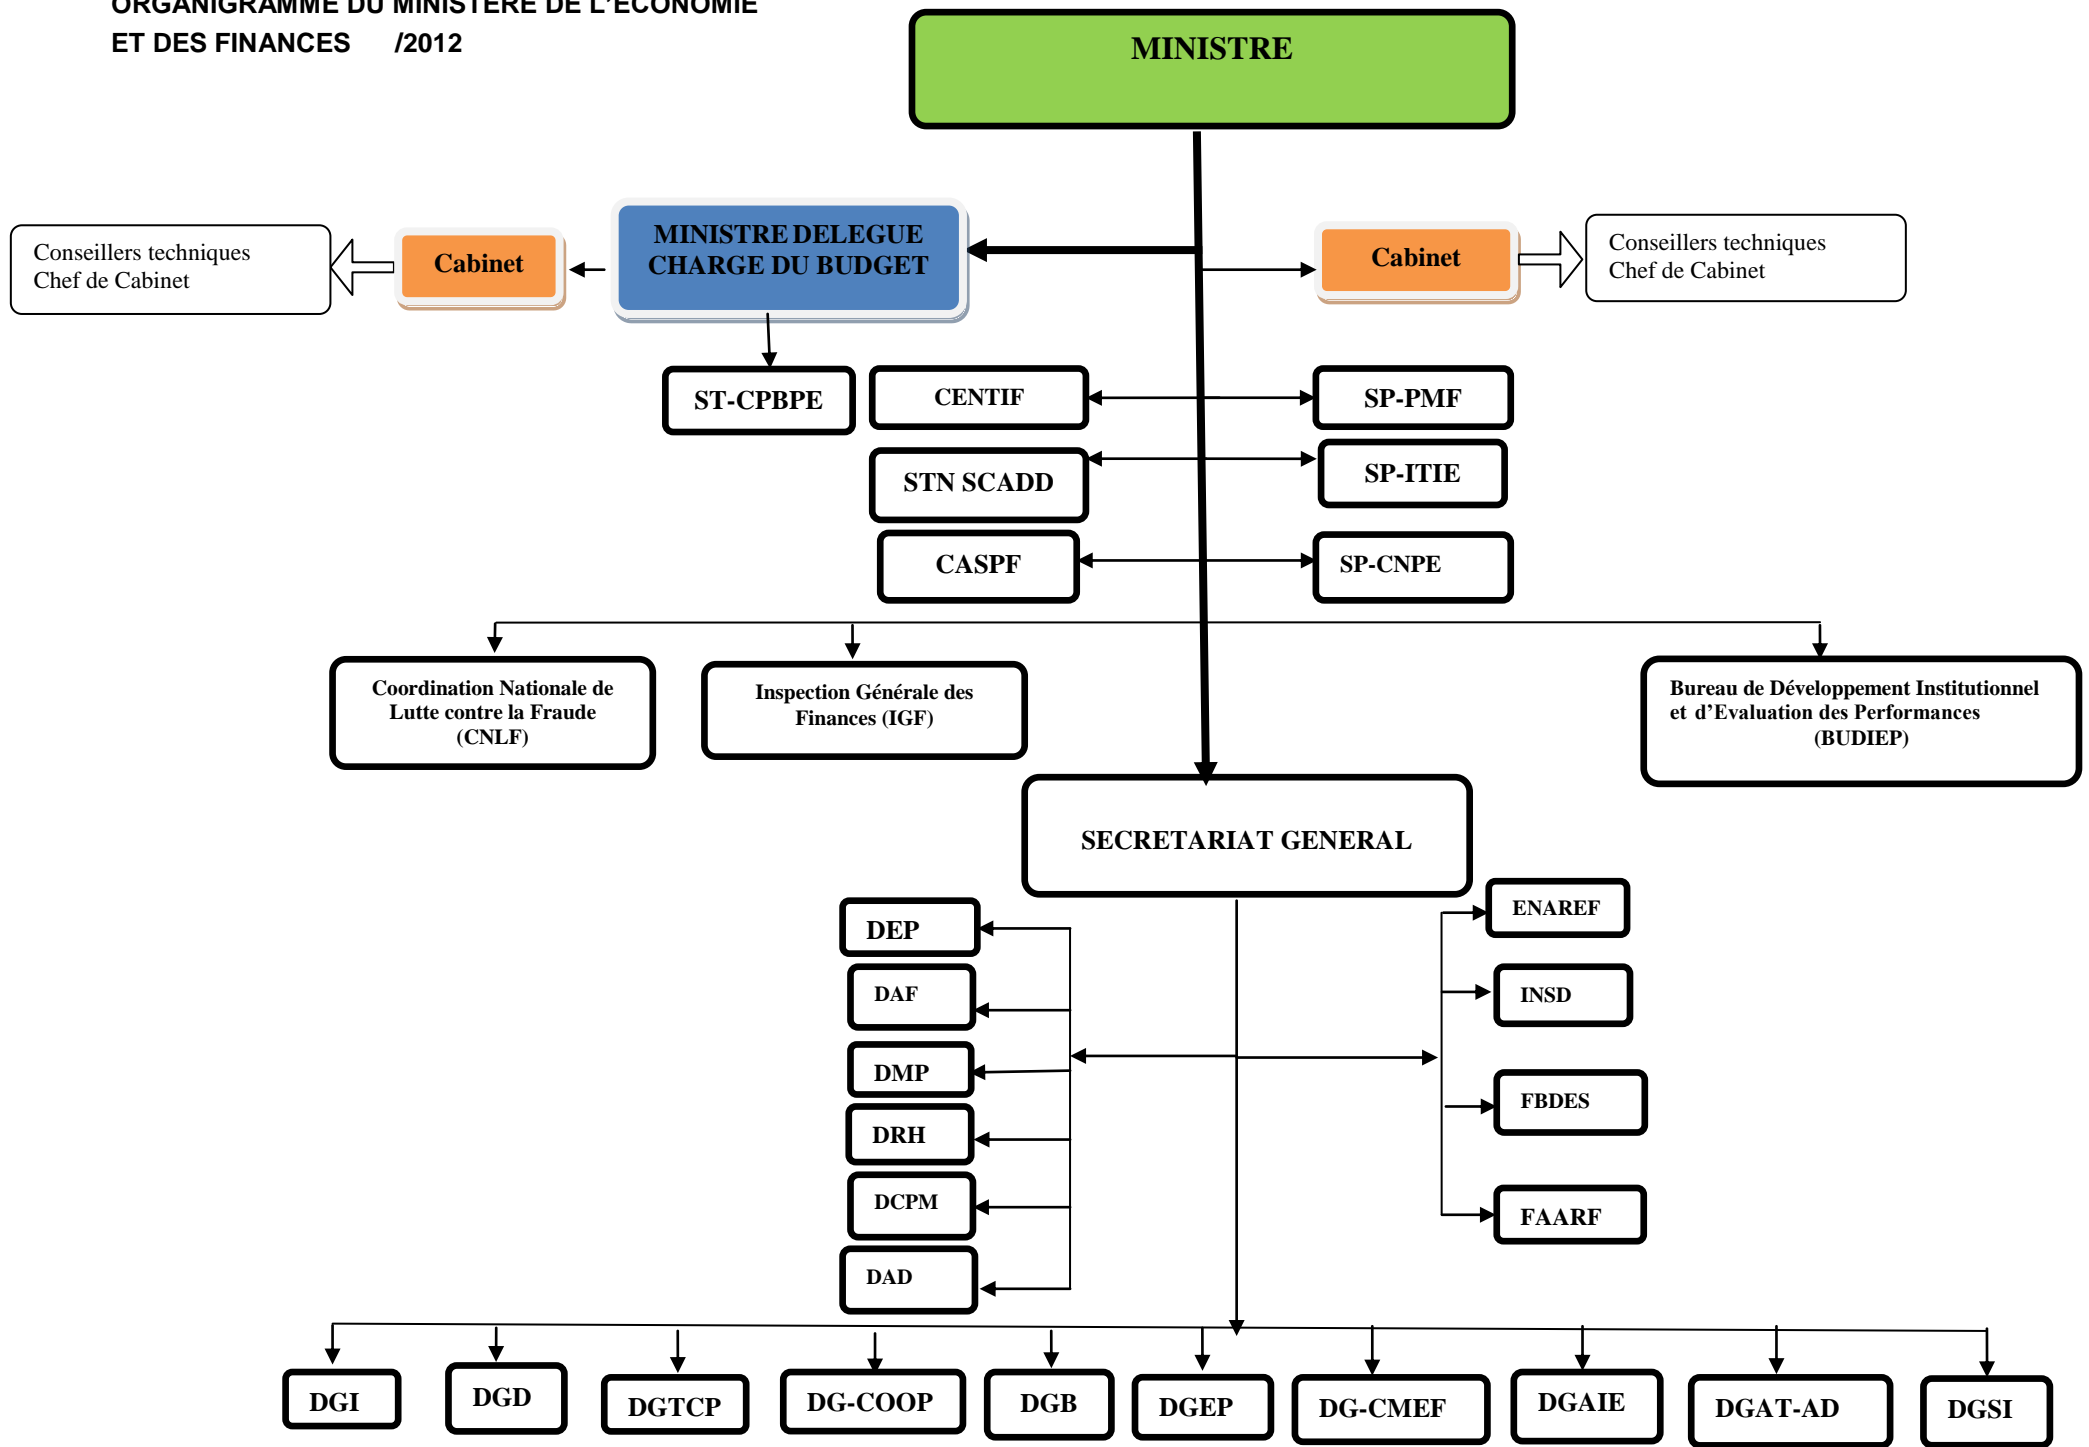 ORGANIGRAMME DU MINISTERE DE L'ECONOMIE
ET DES FINANCES /2012
MINISTRE
Conseillers techniques
Chef de Cabinet
Cabinet
MINISTRE DELEGUE
CHARGE DU BUDGET
Cabinet
Conseillers techniques
Chef de Cabinet
ST-CPBPE
CENTIF
SP-PMF
STN SCADD
SP-ITIE
CASPF
SP-CNPE
Coordination Nationale de
Lutte contre la Fraude
(CNLF)
Inspection Générale des
Finances (IGF)
Bureau de Développement Institutionnel
et d'Evaluation des Performances
(BUDIEP)
SECRETARIAT GENERAL
DEP
DAF
DMP
DRH
DCPM
DAD
ENAREF
INSD
FBDES
FAARF
DGI
DGD
DGTCP
DG-COOP
DGB
DGEP
DG-CMEF
DGAIE
DGAT-AD
DGSI